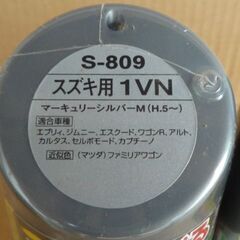 S-809
スズキ用 1VN
マーキュリーシルバーM（H.5～）
適合車種
エブリィ、ジムニー、エスクード、ワゴンR、アルト、
カルタス、セルボモード、カプチーノ
近似色 （マツダ）ファミリアワゴン